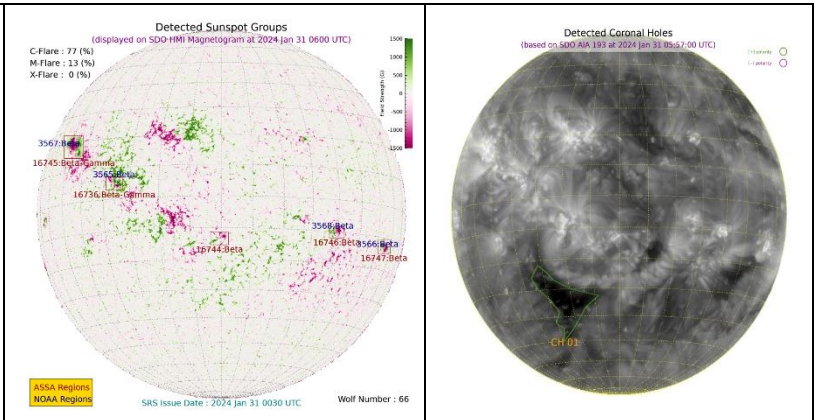 Detected Sunspot Groups
(displayed on SDO HMI Magnetogram at 2024 Jan 31 0600 UTC)
C-Flare : 77 (%)
M-Flare : 13 (%)
X-Flare : 0 (%)
1500
1000
500
0
-500
-1000
-1500
Field Strength (G)
3567:Beta
16745:Beta-Gamma
3565:Beta
16736:Beta-Gamma
16744:Beta
3568:Beta
16746:Beta
3566:Beta
16747:Beta
ASSA Regions
NOAA Regions
SRS Issue Date : 2024 Jan 31 0030 UTC
Wolf Number : 66
Detected Coronal Holes
(based on SDO AIA 193 at 2024 Jan 31 05:57:00 UTC)
(+) polarity
(-) polarity
CH 01